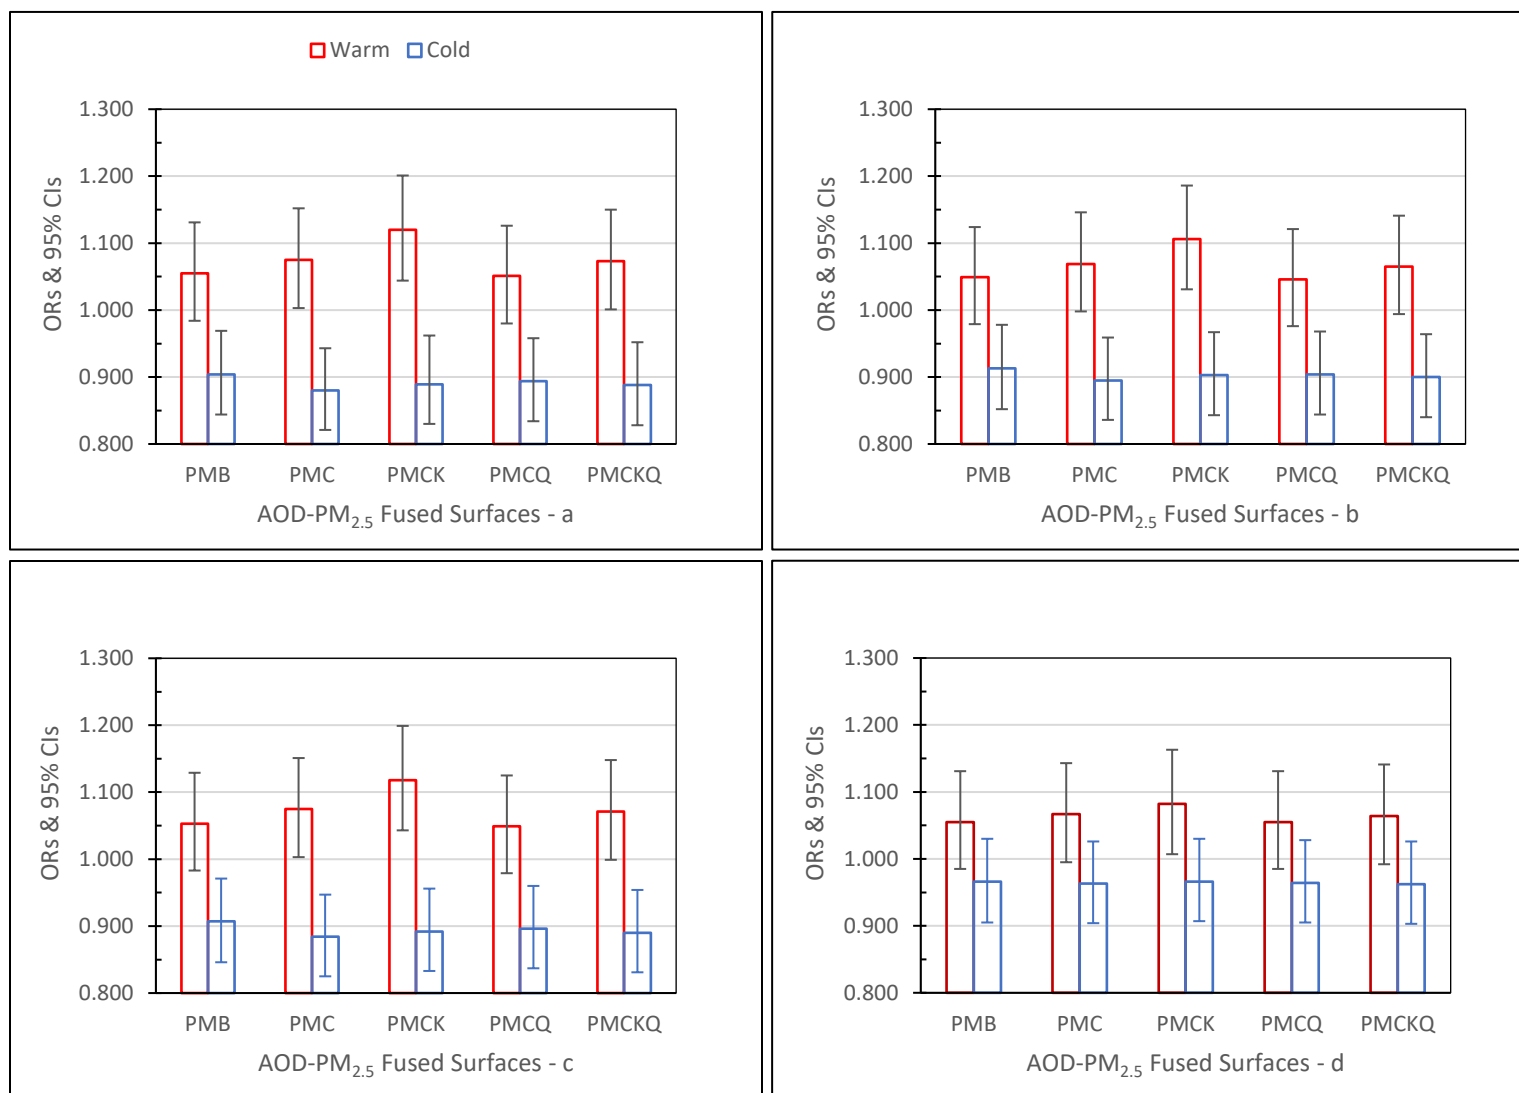 Warm Cold
ORs & 95% CIs
1.300
1.200
1.100
1.000
0.900
0.800
PMB PMC PMCK PMCQ PMCKQ
AOD-PM2.5 Fused Surfaces - a
ORs & 95% CIs
1.300
1.200
1.100
1.000
0.900
0.800
PMB PMC PMCK PMCQ PMCKQ
AOD-PM2.5 Fused Surfaces - b
ORs & 95% CIs
1.300
1.200
1.100
1.000
0.900
0.800
PMB PMC PMCK PMCQ PMCKQ
AOD-PM2.5 Fused Surfaces - c
ORs & 95% CIs
1.300
1.200
1.100
1.000
0.900
0.800
PMB PMC PMCK PMCQ PMCKQ
AOD-PM2.5 Fused Surfaces - d